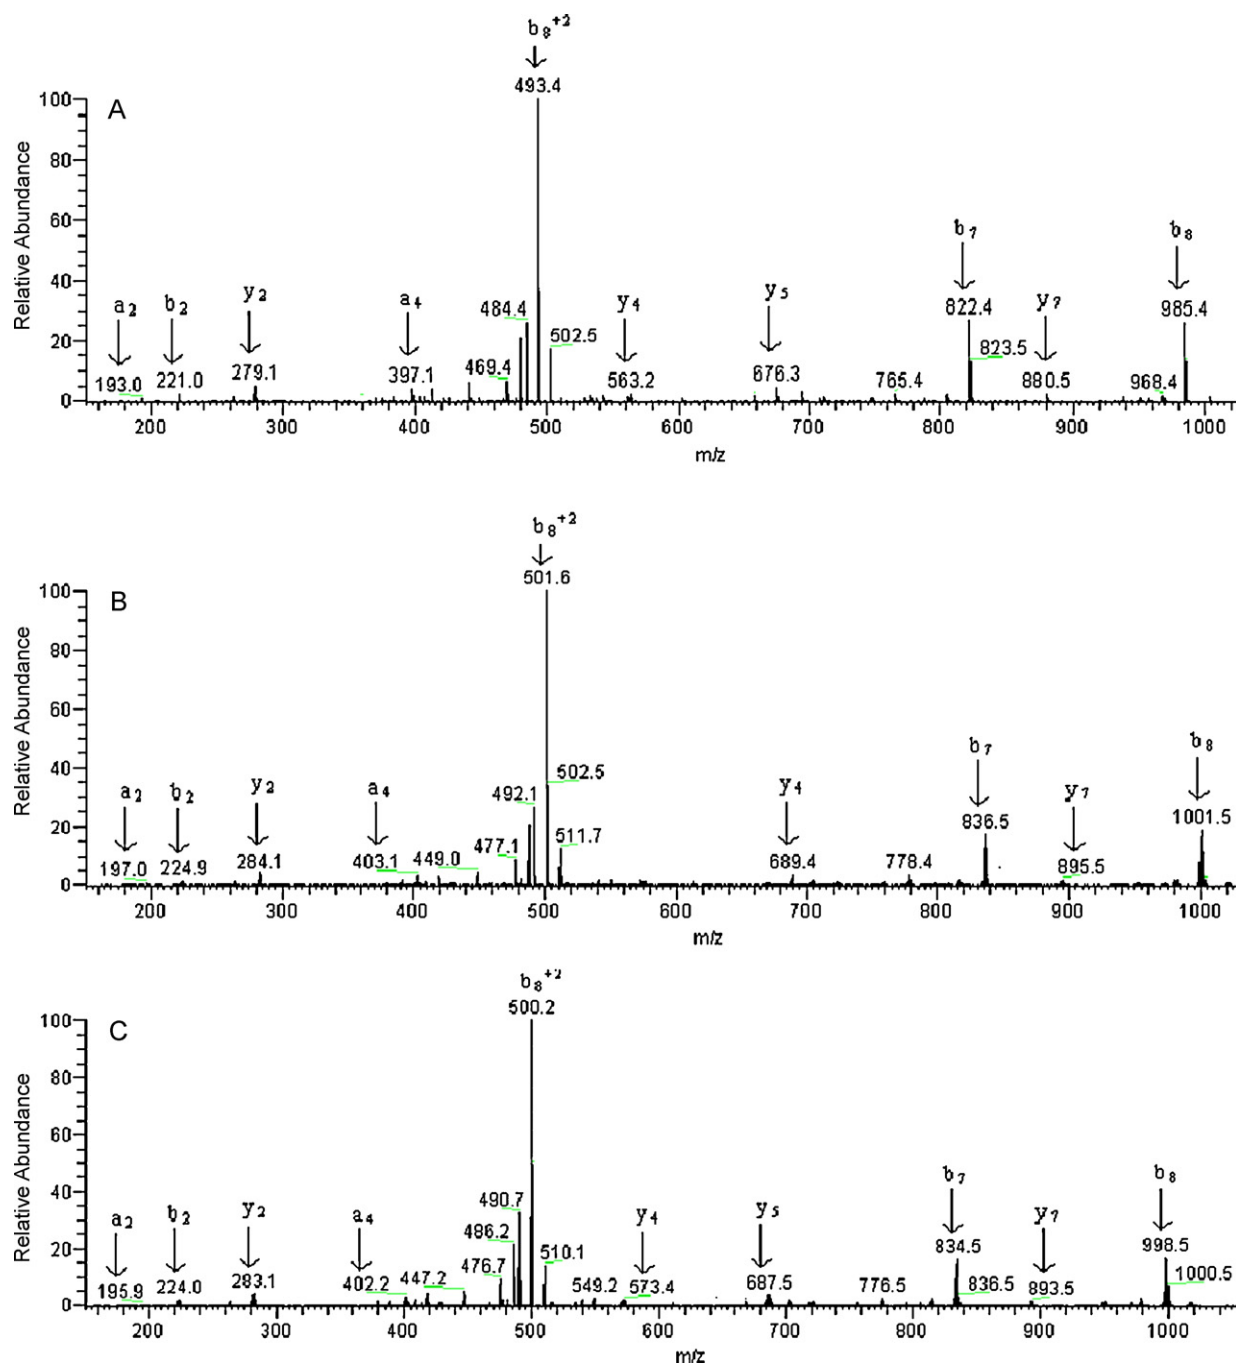 b8+2
493.4
A
Relative Abundance
100
80
60
40
20
0
a2 b2 y2 a4 y4 y5 b7 y7 b8
193.0 221.0 279.1 397.1 469.4 484.4 502.5 563.2 676.3 765.4 822.4 823.5 880.5 968.4 985.4
200 300 400 500 600 700 800 900 1000
m/z
b8+2
501.6
B
Relative Abundance
100
80
60
40
20
0
a2 b2 y2 a4 y4 b7 y7 b8
197.0 224.9 284.1 403.1 449.0 477.1 492.1 502.5 511.7 689.4 778.4 836.5 895.5 1001.5
200 300 400 500 600 700 800 900 1000
m/z
b8+2
500.2
C
Relative Abundance
100
80
60
40
20
0
a2 b2 y2 a4 y4 y5 b7 y7 b8
195.9 224.0 283.1 402.2 447.2 476.7 486.2 490.7 510.1 549.2 573.4 687.5 776.5 834.5 836.5 893.5 998.5 1000.5
200 300 400 500 600 700 800 900 1000
m/z